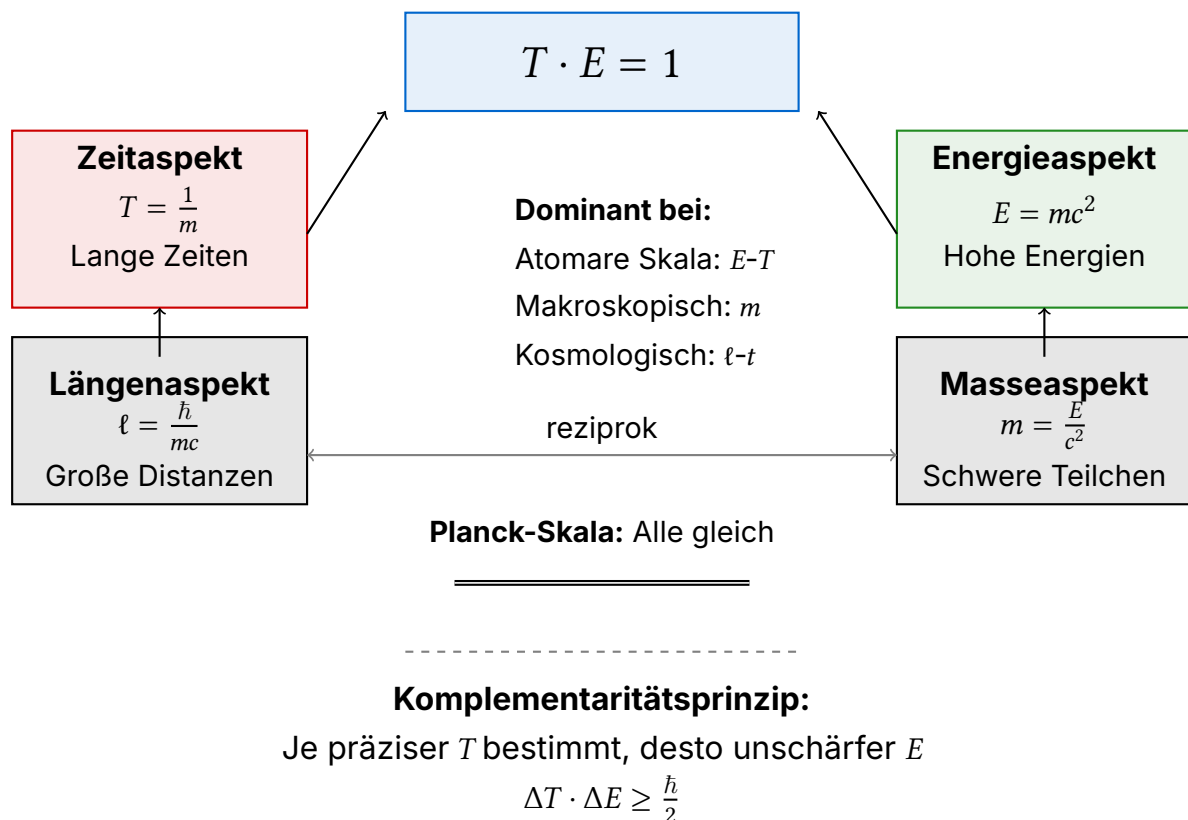 T · E = 1
Zeitaspekt
T = 1/m
Lange Zeiten
Energieaspekt
E = mc²
Hohe Energien
Dominant bei:
Atomare Skala: E-T
Makroskopisch: m
Kosmologisch: ℓ-t
Längenaspekt
ℓ = ħ/mc
Große Distanzen
Masseaspekt
m = E/c²
Schwere Teilchen
reziprok
Planck-Skala: Alle gleich
Komplementaritätsprinzip:
Je präziser T bestimmt, desto unschärfer E
ΔT · ΔE ≥ ħ/2